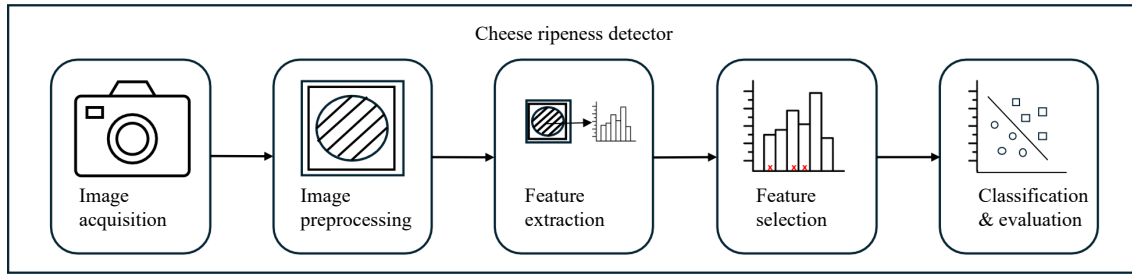 Cheese ripeness detector
Image
acquisition
Image
preprocessing
Feature
extraction
x x x
Feature
selection
Classification
& evaluation